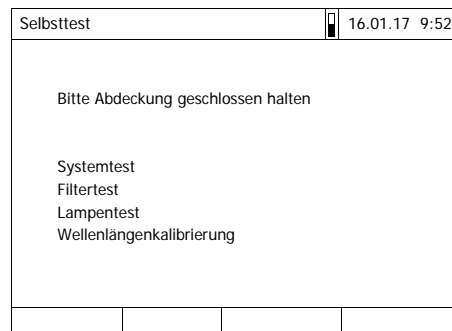 Selbsttest 16.01.17 9:52
Bitte Abdeckung geschlossen halten
Systemtest
Filtertest
Lampentest
Wellenlängenkalibrierung